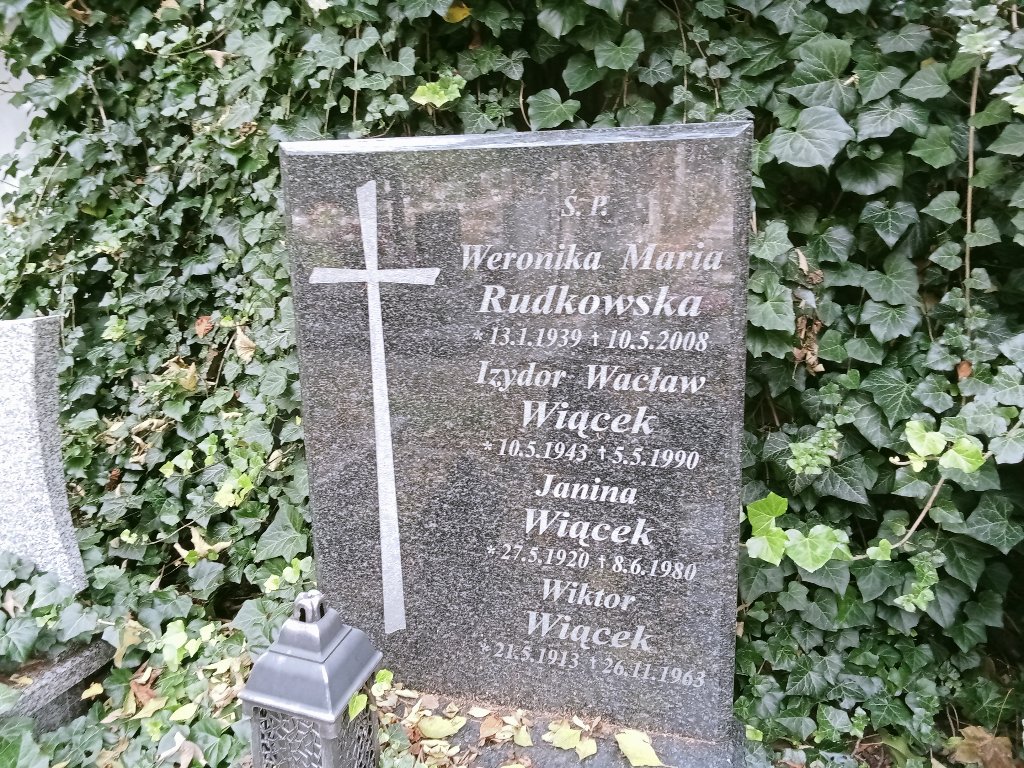 Ś. P.
Weronika Maria
Rudkowska
* 13.1.1939 † 10.5.2008
Izydor Wacław
Wiącek
* 10.5.1943 † 5.5.1990
Janina
Wiącek
* 27.5.1920 † 8.6.1980
Wiktor
Wiącek
* 21.5.1913 † 26.11.1963